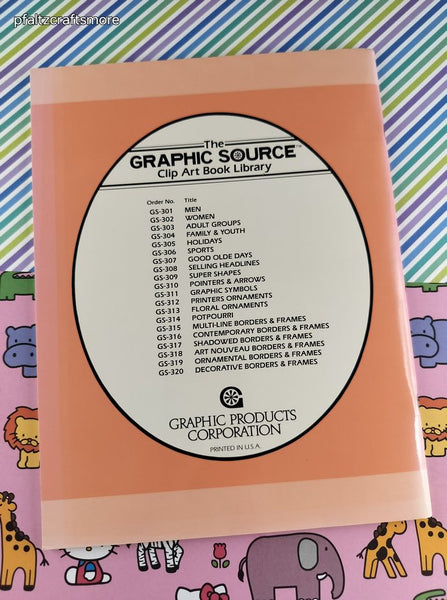 pfaltzcraftsmore
The
GRAPHIC SOURCE™
Clip Art Book Library
Order No. Title
GS-301 MEN
GS-302 WOMEN
GS-303 ADULT GROUPS
GS-304 FAMILY & YOUTH
GS-305 HOLIDAYS
GS-306 SPORTS
GS-307 GOOD OLDE DAYS
GS-308 SELLING HEADLINES
GS-309 SUPER SHAPES
GS-310 POINTERS & ARROWS
GS-311 GRAPHIC SYMBOLS
GS-312 PRINTERS ORNAMENTS
GS-313 FLORAL ORNAMENTS
GS-314 POTPOURRI
GS-315 MULTI-LINE BORDERS & FRAMES
GS-316 CONTEMPORARY BORDERS & FRAMES
GS-317 SHADOWED BORDERS & FRAMES
GS-318 ART NOUVEAU BORDERS & FRAMES
GS-319 ORNAMENTAL BORDERS & FRAMES
GS-320 DECORATIVE BORDERS & FRAMES
GRAPHIC PRODUCTS
CORPORATION
PRINTED IN U.S.A.